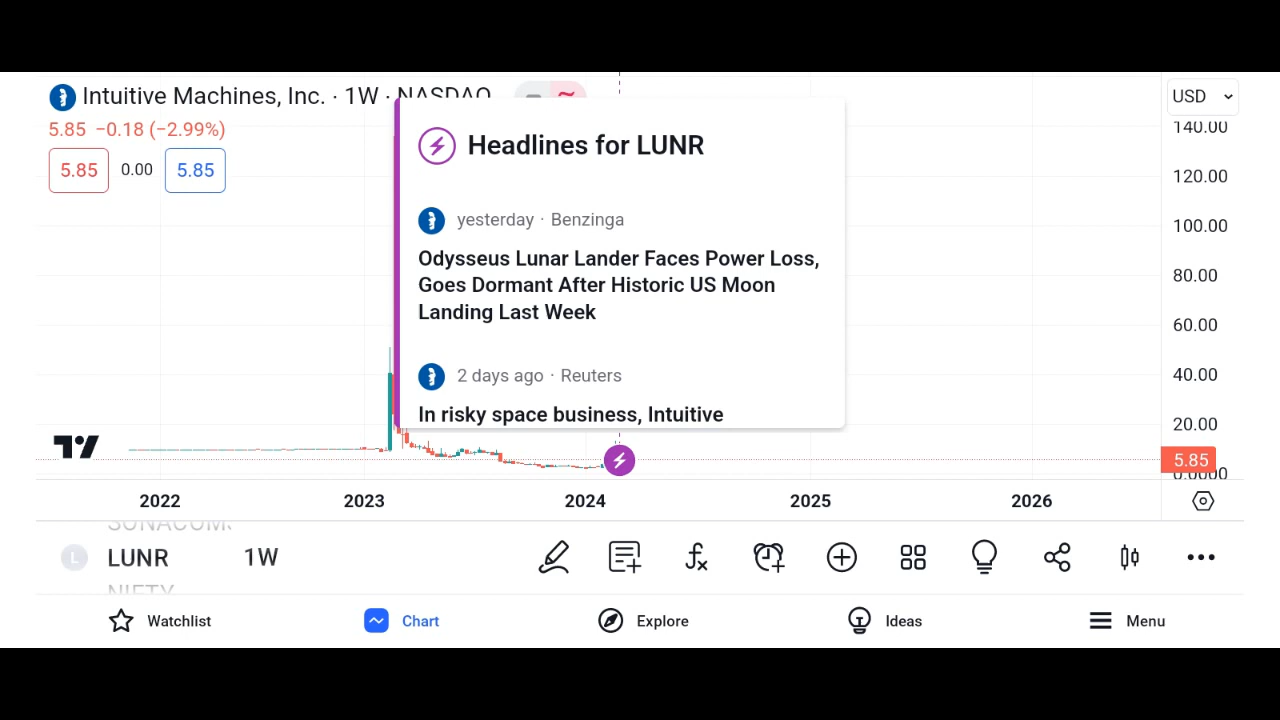 Intuitive Machines, Inc. · 1W · NASDAQ
USD
5.85 −0.18 (−2.99%)
5.85 0.00 5.85
Headlines for LUNR
yesterday · Benzinga
Odysseus Lunar Lander Faces Power Loss,
Goes Dormant After Historic US Moon
Landing Last Week
2 days ago · Reuters
In risky space business, Intuitive
140.00
120.00
100.00
80.00
60.00
40.00
20.00
5.85
0.0000
2022 2023 2024 2025 2026
L LUNR 1W
NIFTY
Watchlist Chart Explore Ideas Menu